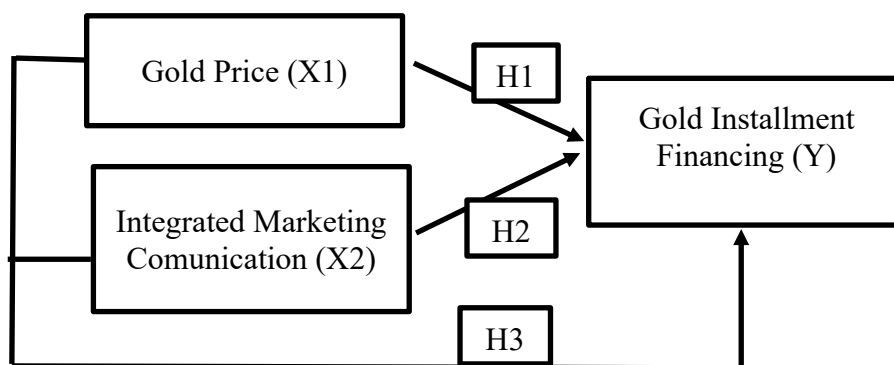 Gold Price (X1)
H1
Gold Installment
Financing (Y)
Integrated Marketing
Comunication (X2)
H2
H3